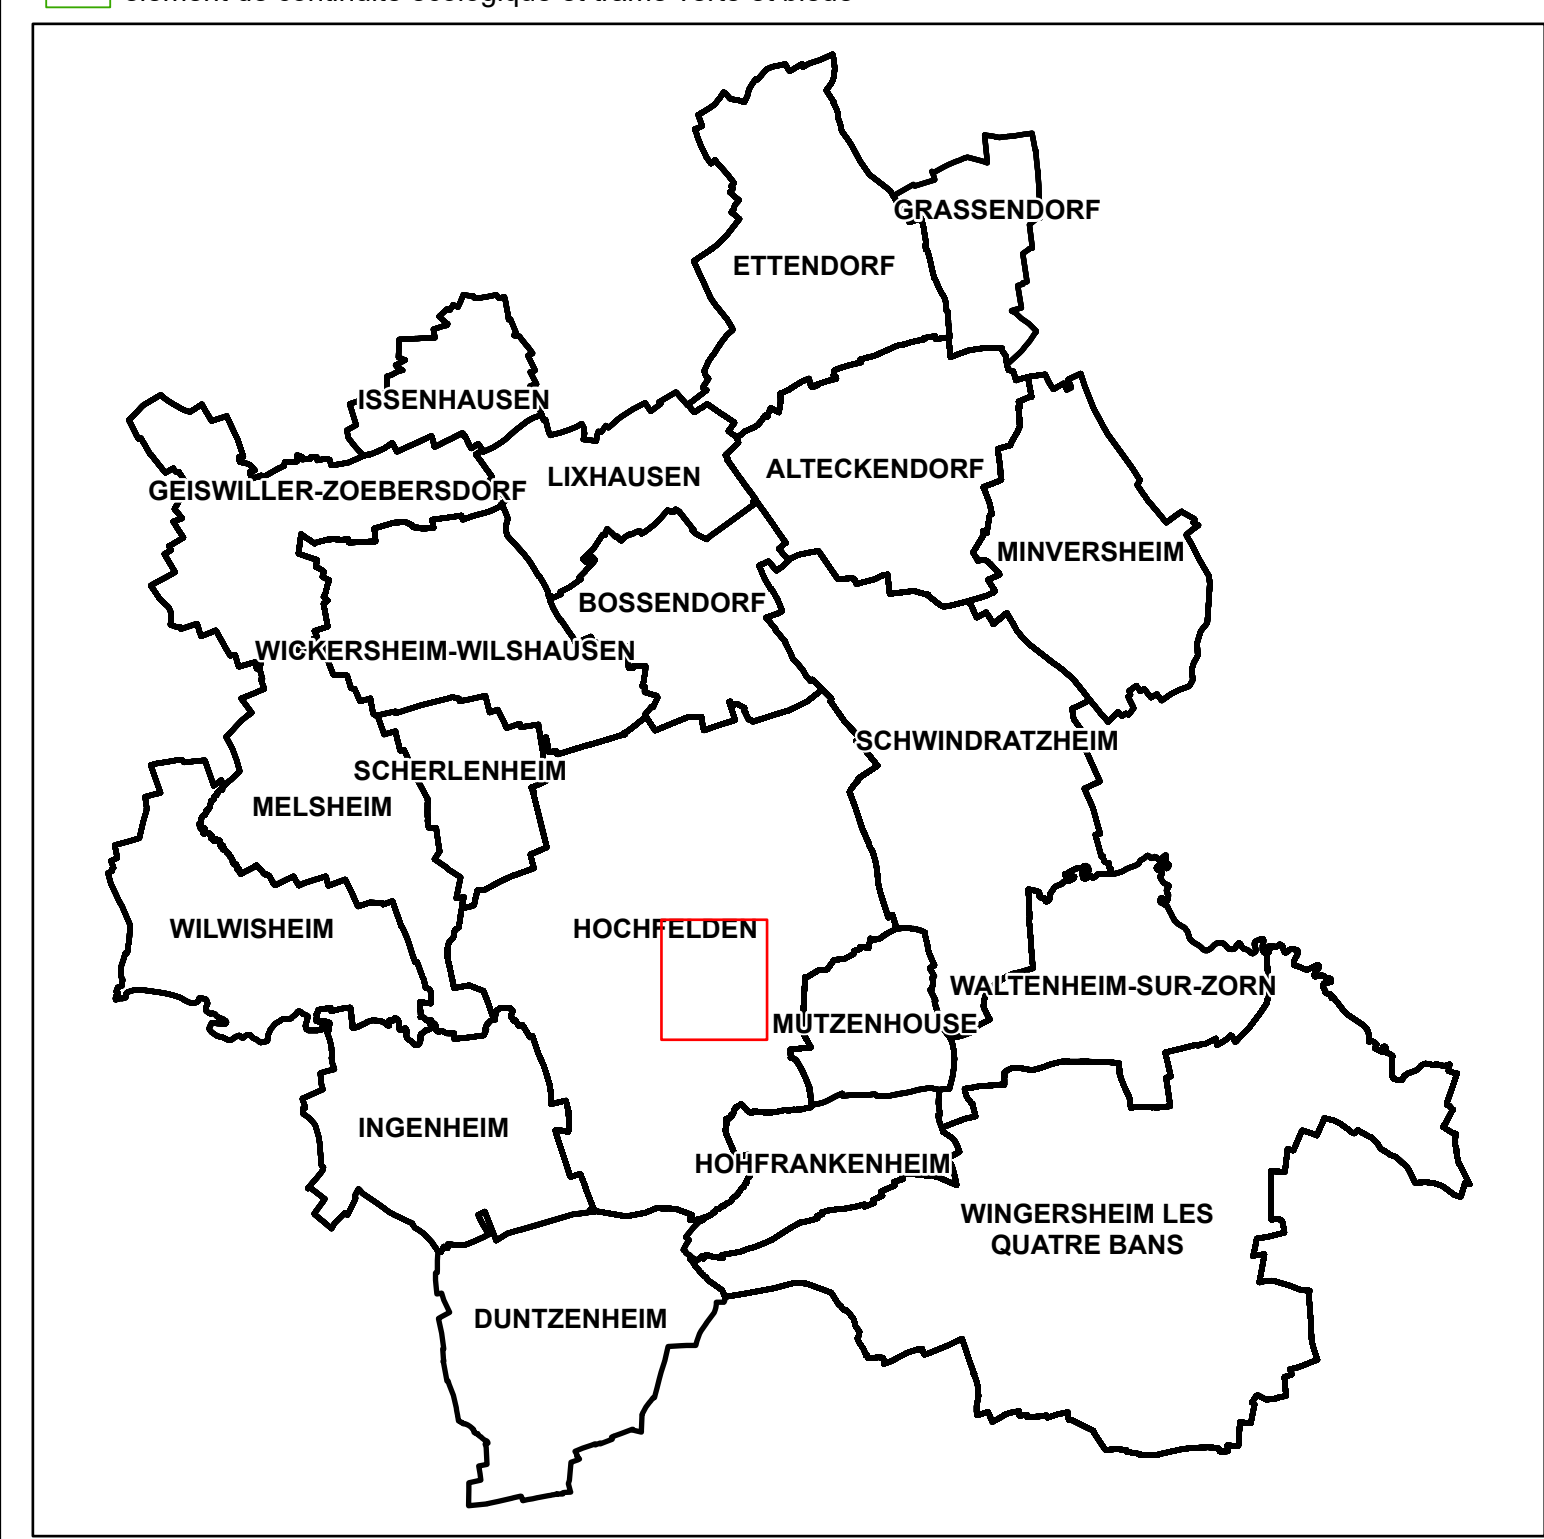 GRASSENDORF
ETTENDORF
ISSENHAUSEN
ALTECKENDORF
LIXHAUSEN
GEISWILLER-ZOEBERSDORF
MINVERSHEIM
BOSSENDORF
WICKERSHEIM-WILSHAUSEN
SCHWINDRATZHEIM
SCHERLENHEIM
MELSHEIM
WILWISHEIM
HOCHFELDEN
WALTENHEIM-SUR-ZORN
MUTZENHOUSE
INGENHEIM
HOHFRANKENHEIM
WINGERSHEIM LES
QUATRE BANS
DUNTZENHEIM